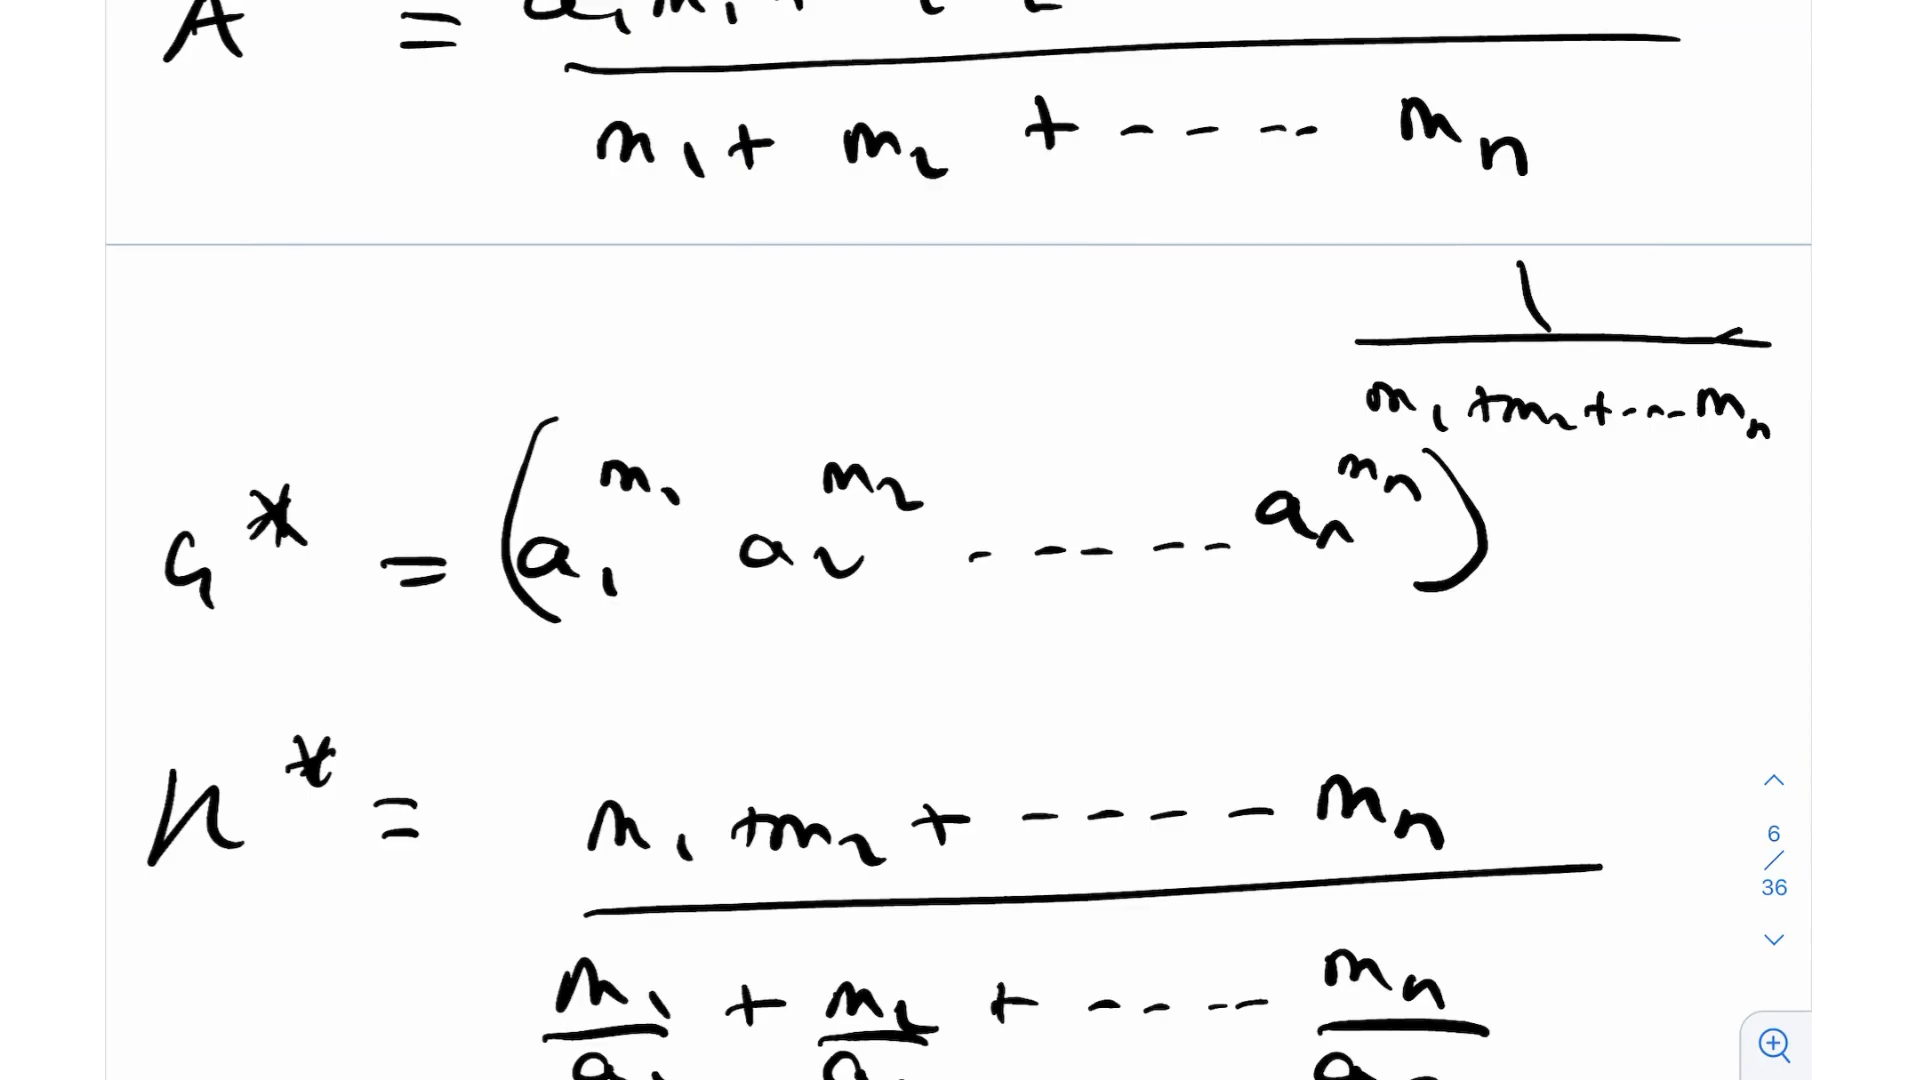 A =
m₁ + m₂ + ---- mₙ
1
m₁ + m₂ + ---- mₙ
G* = (a₁^m₁ a₂^m₂ ------ aₙ^mₙ)
H* = m₁ + m₂ + ----- mₙ
m₁ + m₂ + ---- mₙ
6
/
36